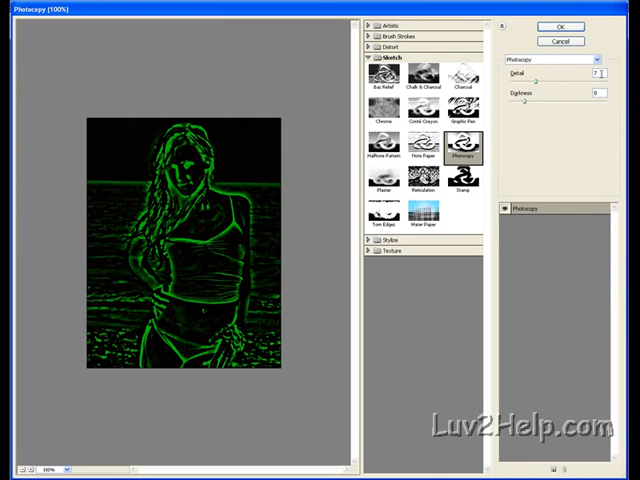 Photocopy (100%)
Artistic
Brush Strokes
Distort
Sketch
Bas Relief
Chalk & Charcoal
Charcoal
Chrome
Conté Crayon
Graphic Pen
Halftone Pattern
Note Paper
Photocopy
Plaster
Reticulation
Stamp
Torn Edges
Water Paper
Stylize
Texture
OK
Cancel
Photocopy
Detail
7
Darkness
8
Photocopy
Luv2Help.com
100%